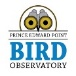 PRINCE EDWARD POINT
BIRD
OBSERVATORY